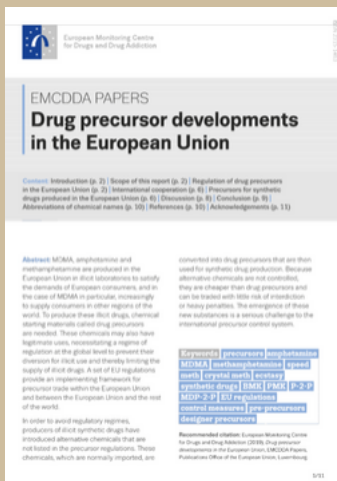 European Monitoring Centre
for Drugs and Drug Addiction
EMCDDA PAPERS
Drug precursor developments
in the European Union
Content: Introduction (p. 2) | Scope of this report (p. 2) | Regulation of drug precursors
in the European Union (p. 2) | International cooperation (p. 6) | Precursors for synthetic
drugs produced in the European Union (p. 6) | Discussion (p. 8) | Conclusion (p. 9) |
Abbreviations of chemical names (p. 10) | References (p. 10) | Acknowledgements (p. 11)
Abstract: MDMA, amphetamine and
methamphetamine are produced in the
European Union in illicit laboratories to satisfy
the demands of European consumers, and in
the case of MDMA in particular, increasingly
to supply consumers in other regions of the
world. To produce these illicit drugs, chemical
starting materials called drug precursors
are needed. These chemicals may also have
legitimate uses, necessitating a regime of
regulation at the global level to prevent their
diversion for illicit use and thereby limiting the
supply of illicit drugs. A set of EU regulations
provide an implementing framework for
precursor trade within the European Union
and between the European Union and the rest
of the world.
In order to avoid regulatory regimes,
producers of illicit synthetic drugs have
introduced alternative chemicals that are
not listed in the precursor regulations. These
chemicals, which are normally imported, are
converted into drug precursors that are then
used for synthetic drug production. Because
alternative chemicals are not controlled,
they are cheaper than drug precursors and
can be traded with little risk of interdiction
or heavy penalties. The emergence of these
new substances is a serious challenge to the
international precursor control system.
Keywords precursors amphetamine
MDMA methamphetamine speed
meth crystal meth ecstasy
synthetic drugs BMK PMK P-2-P
MDP-2-P EU regulations
control measures pre-precursors
designer precursors
Recommended citation: European Monitoring Centre
for Drugs and Drug Addiction (2019), Drug precursor
developments in the European Union, EMCDDA Papers,
Publications Office of the European Union, Luxembourg.